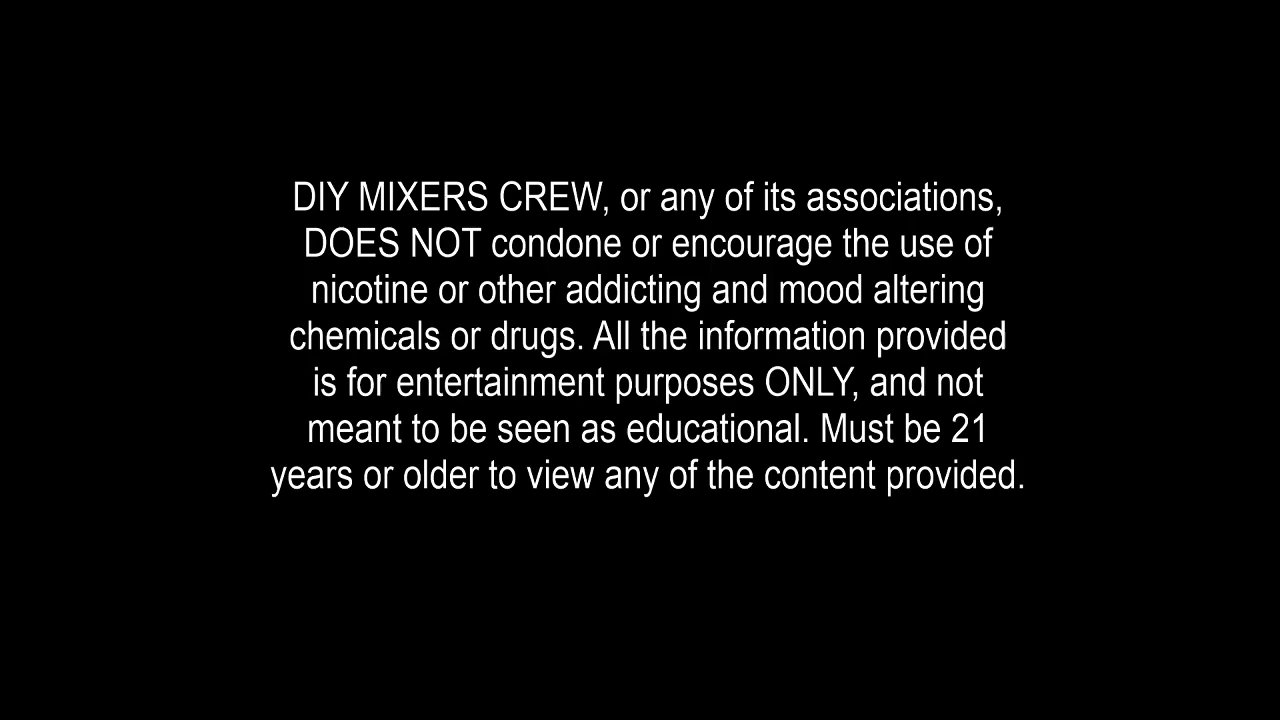 DIY MIXERS CREW, or any of its associations,
DOES NOT condone or encourage the use of
nicotine or other addicting and mood altering
chemicals or drugs. All the information provided
is for entertainment purposes ONLY, and not
meant to be seen as educational. Must be 21
years or older to view any of the content provided.